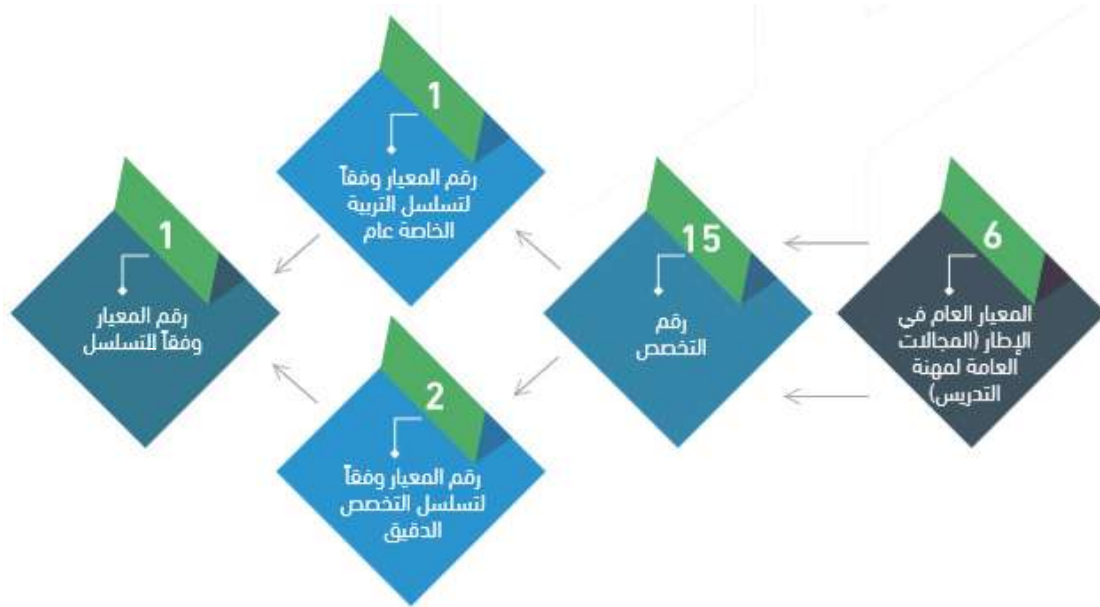 6
المعيار العام في
الإطار (المجالات
العامة لمهنة
التدريس)
15
رقم
التخصص
1
رقم المعيار وفقاً
لتسلسل التربية
الخاصة عام
2
رقم المعيار وفقاً
لتسلسل التخصص
الدقيق
1
رقم المعيار
وفقاً للتسلسل